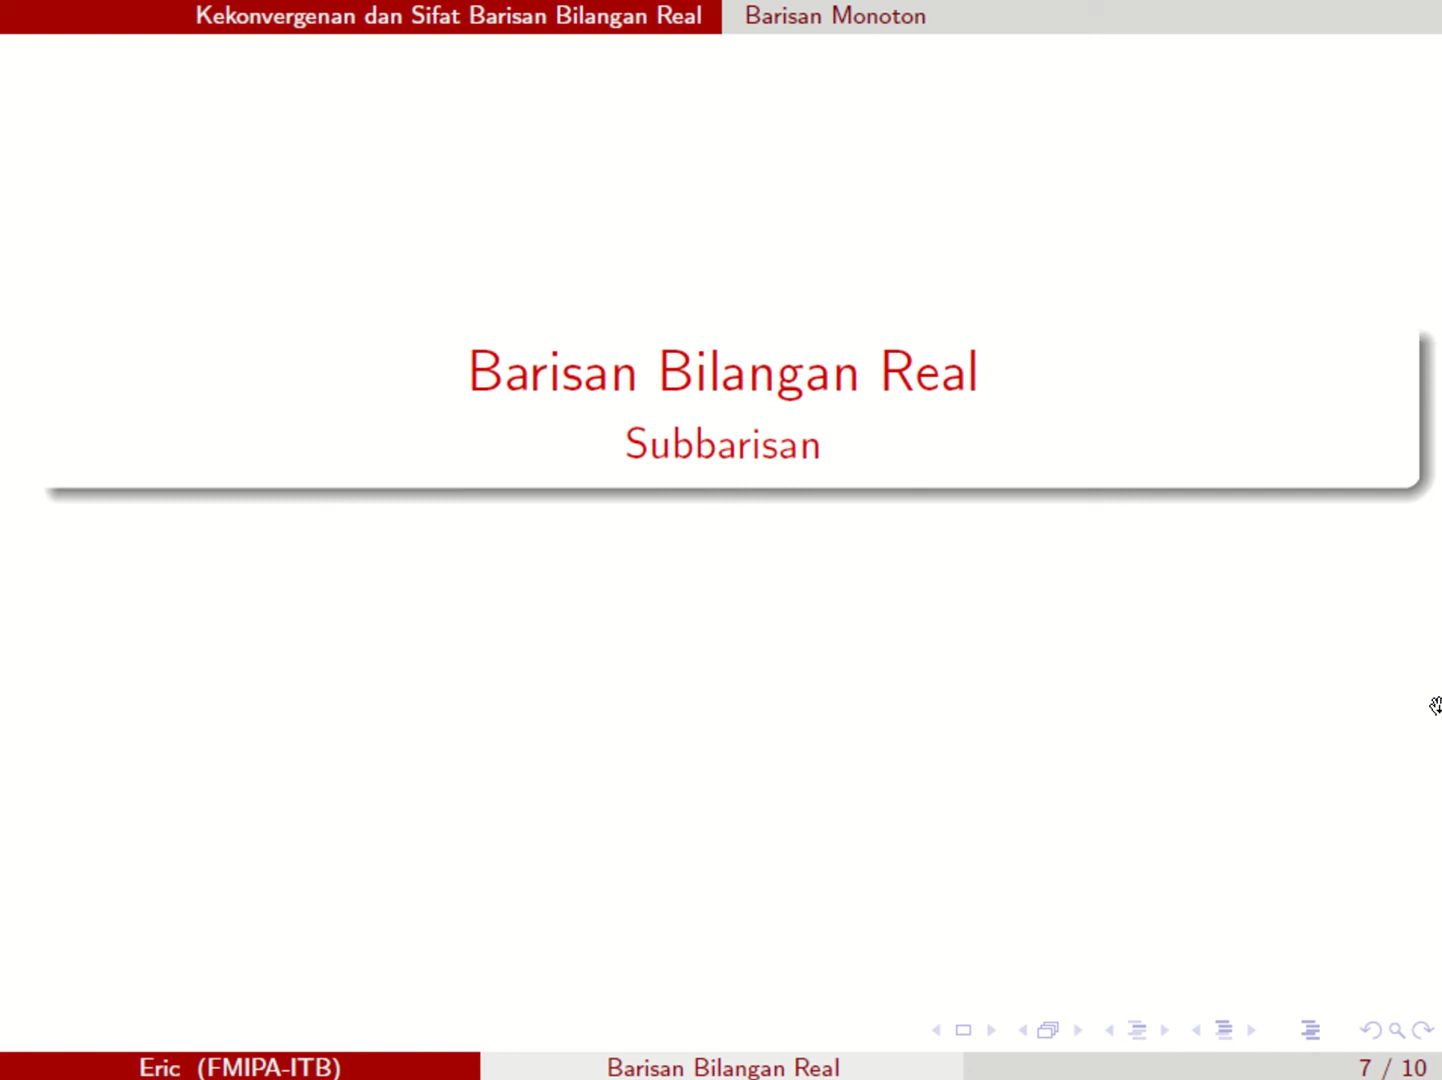 Kekonvergenan dan Sifat Barisan Bilangan Real Barisan Monoton
Barisan Bilangan Real
Subbarisan
Eric (FMIPA-ITB) Barisan Bilangan Real 7 / 10